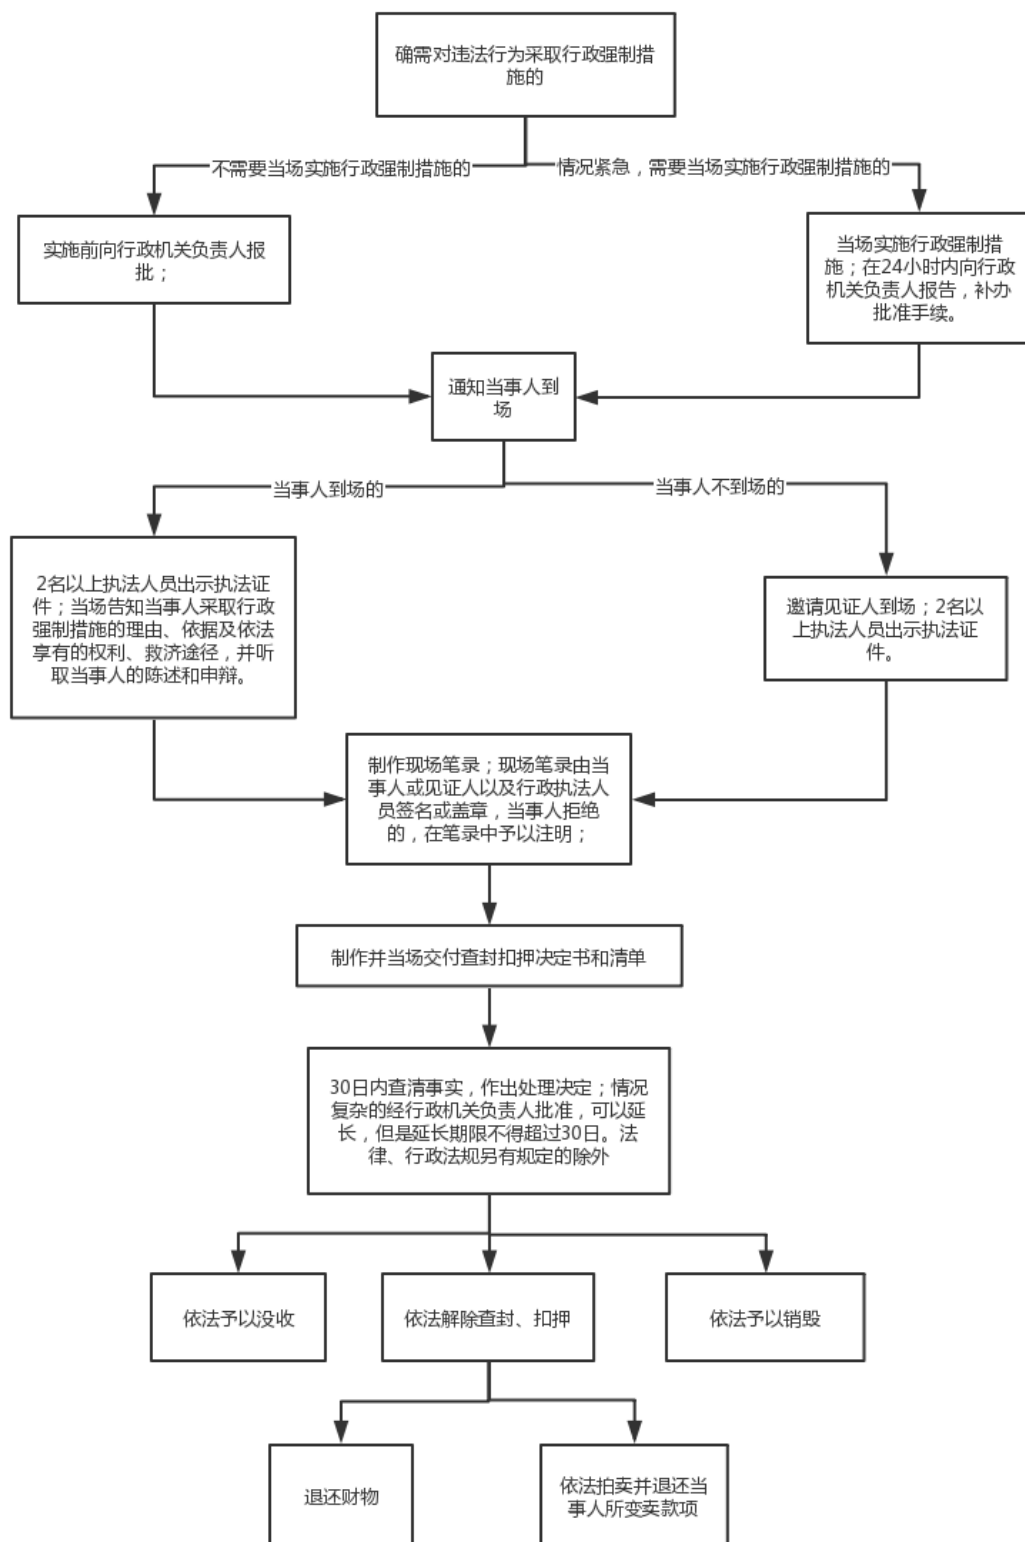 确需对违法行为采取行政强制措
施的
不需要当场实施行政强制措施的
情况紧急，需要当场实施行政强制措施的
实施前向行政机关负责人报
批；
当场实施行政强制措
施；在24小时内向行政
机关负责人报告，补办
批准手续。
通知当事人到
场
当事人到场的
当事人不到场的
2名以上执法人员出示执法证
件；当场告知当事人采取行政
强制措施的理由、依据及依法
享有的权利、救济途径，并听
取当事人的陈述和申辩。
邀请见证人到场；2名以
上执法人员出示执法证
件。
制作现场笔录；现场笔录由当
事人或见证人以及行政执法人
员签名或盖章，当事人拒绝
的，在笔录中予以注明；
制作并当场交付查封扣押决定书和清单
30日内查清事实，作出处理决定；情况
复杂的经行政机关负责人批准，可以延
长，但是延长期限不得超过30日。法
律、行政法规另有规定的除外
依法予以没收
依法解除查封、扣押
依法予以销毁
退还财物
依法拍卖并退还当
事人所变卖款项